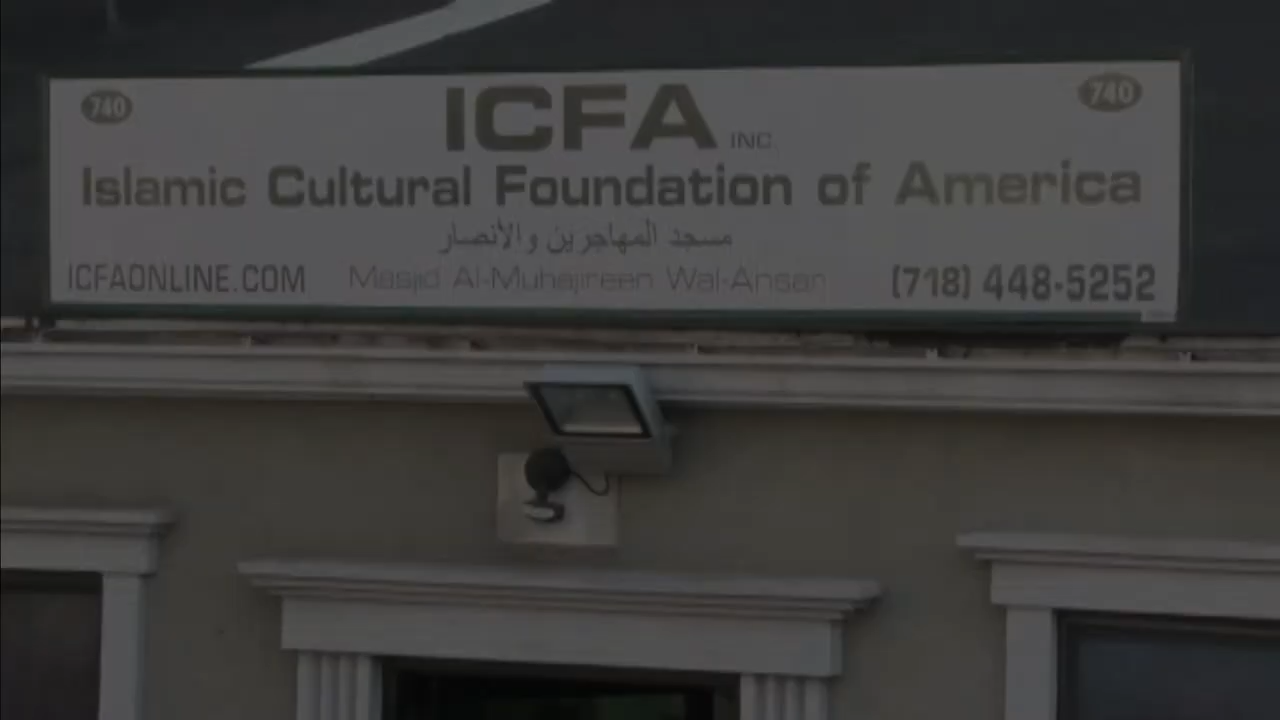 740 ICFA INC. 740
Islamic Cultural Foundation of America
مسجد المهاجرين والأنصار
ICFAONLINE.COM Masjid Al-Muhajireen Wal-Ansar (718) 448-5252